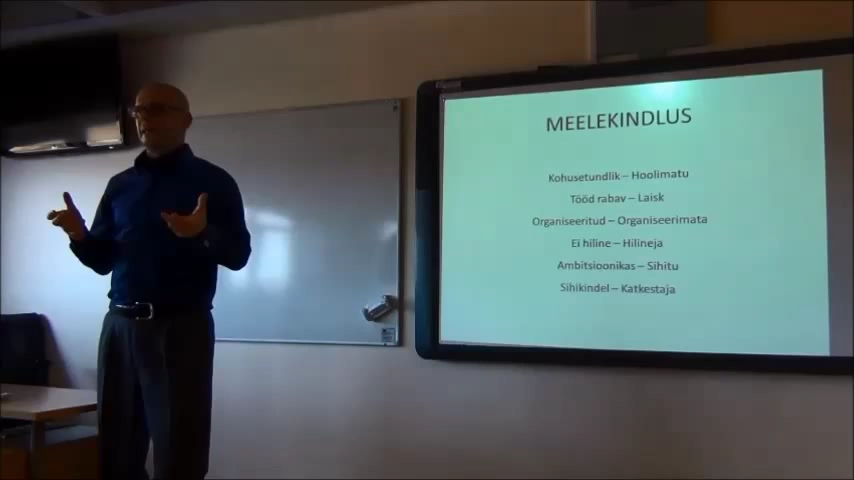 MEELEKINDLUS
Kohusetundlik – Hoolimatu
Tööd rabav – Laisk
Organiseeritud – Organiseerimata
Ei hiline – Hilineja
Ambitsioonikas – Sihitu
Sihikindel – Katkestaja